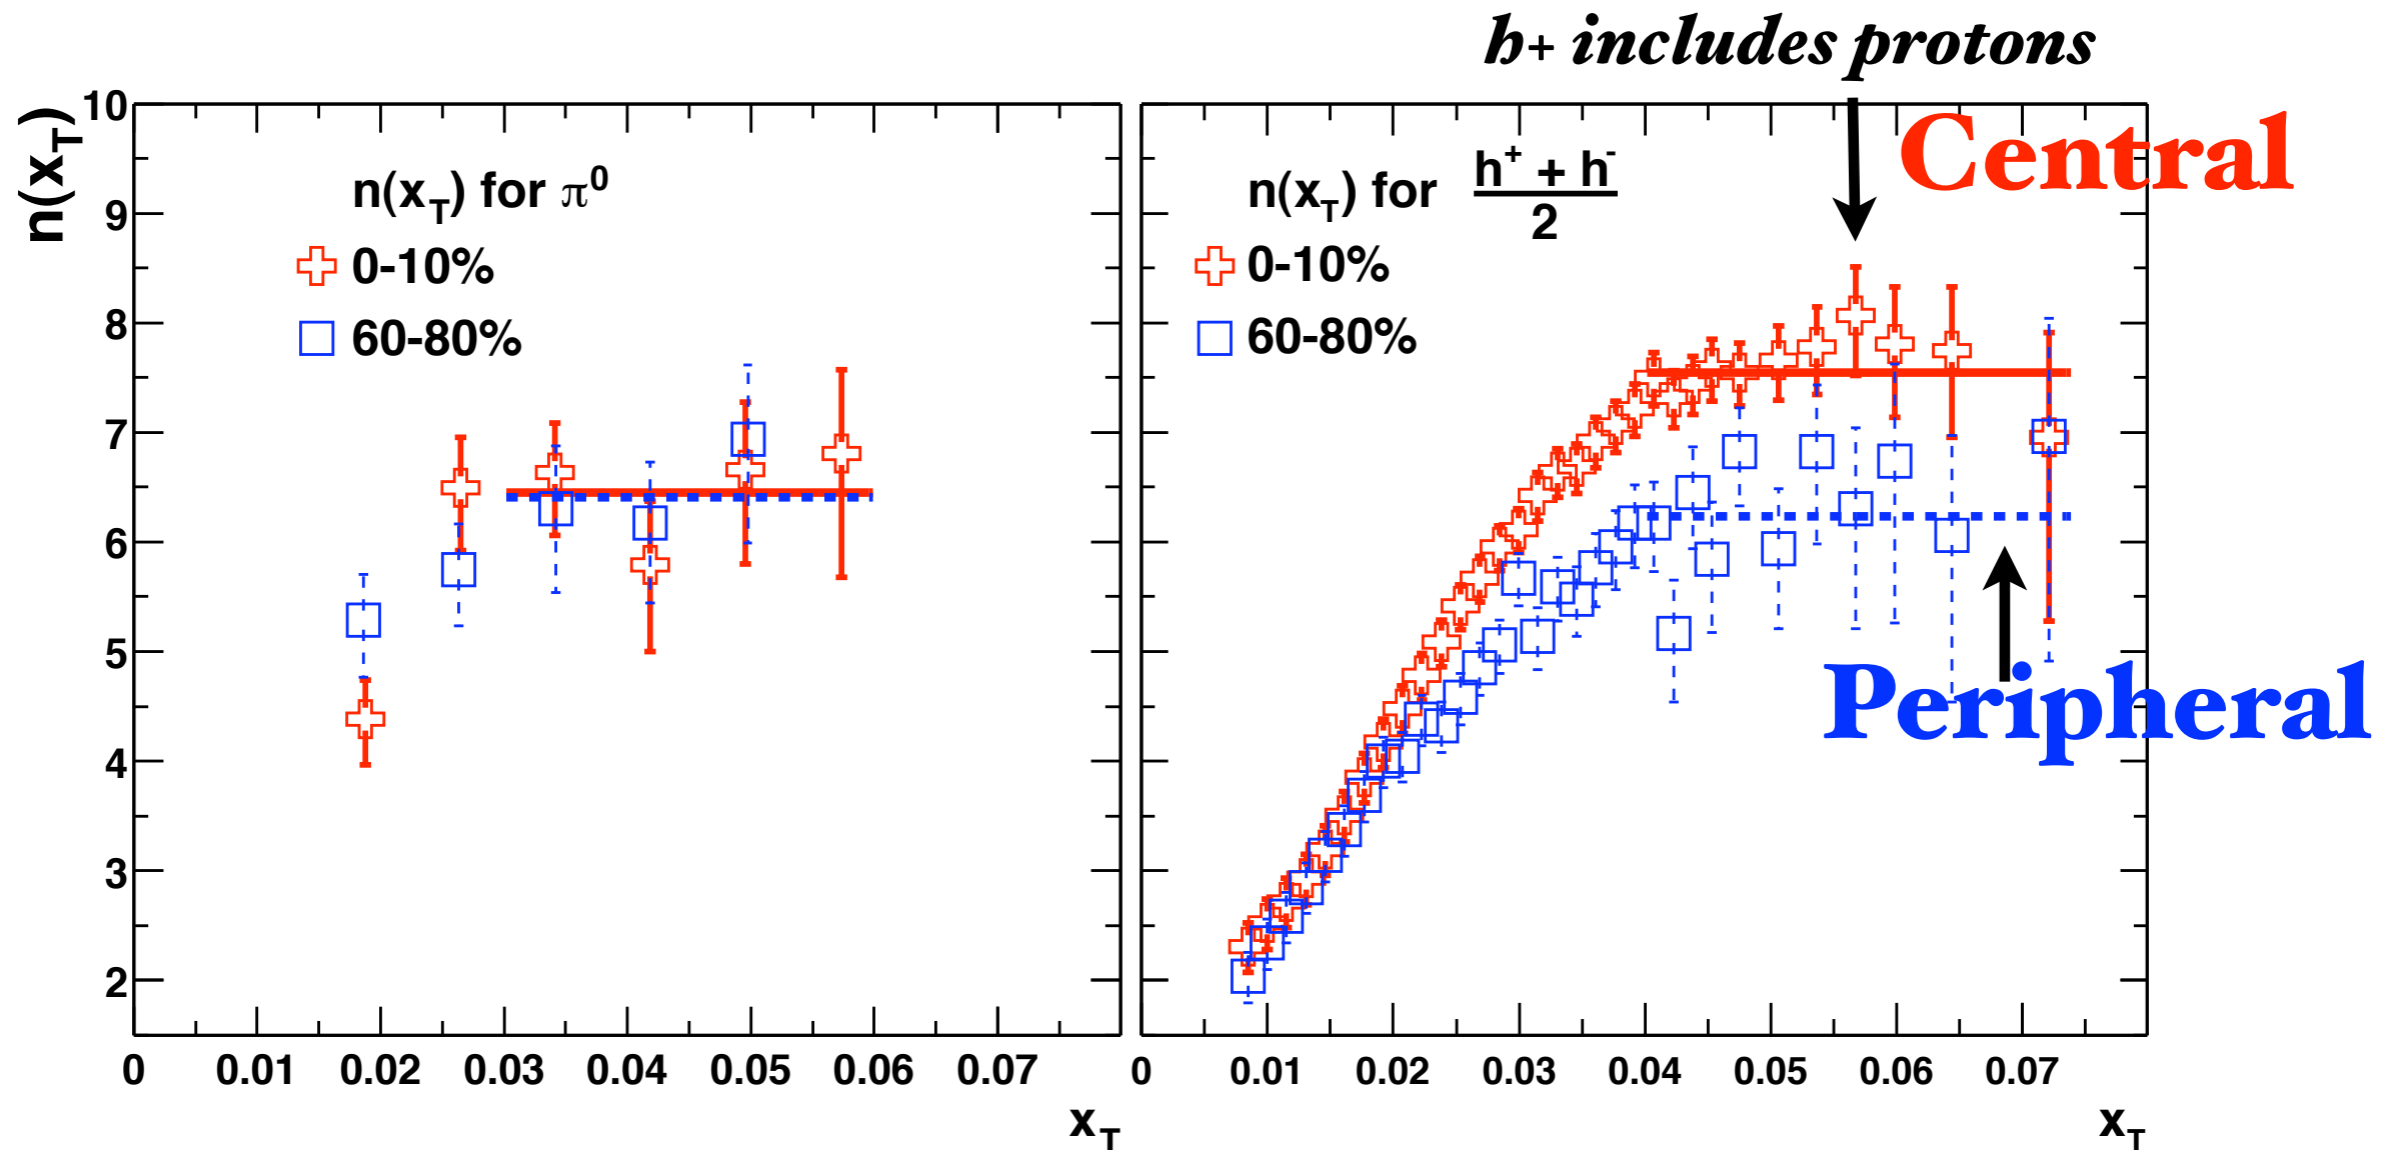 h+ includes protons
Central
Peripheral
n(x_T)
10
9
8
7
6
5
4
3
2
n(x_T) for π⁰
0-10%
60-80%
0 0.01 0.02 0.03 0.04 0.05 0.06 0.07
x_T
n(x_T) for h⁺ + h⁻
2
0-10%
60-80%
0 0.01 0.02 0.03 0.04 0.05 0.06 0.07
x_T